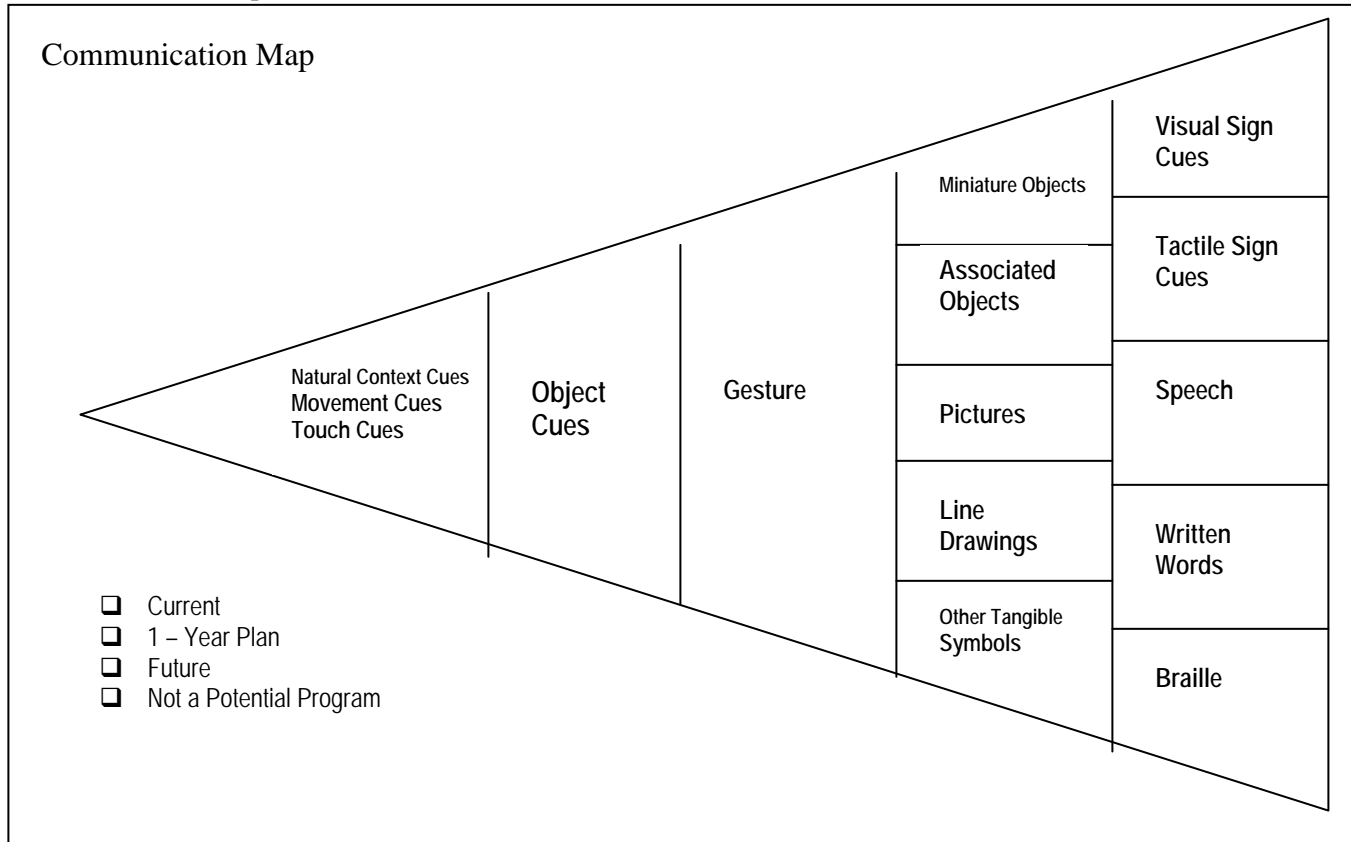 Communication Map
Natural Context Cues
Movement Cues
Touch Cues
Object
Cues
Gesture
Miniature Objects
Associated
Objects
Pictures
Line
Drawings
Other Tangible
Symbols
Visual Sign
Cues
Tactile Sign
Cues
Speech
Written
Words
Braille
Current
1 – Year Plan
Future
Not a Potential Program